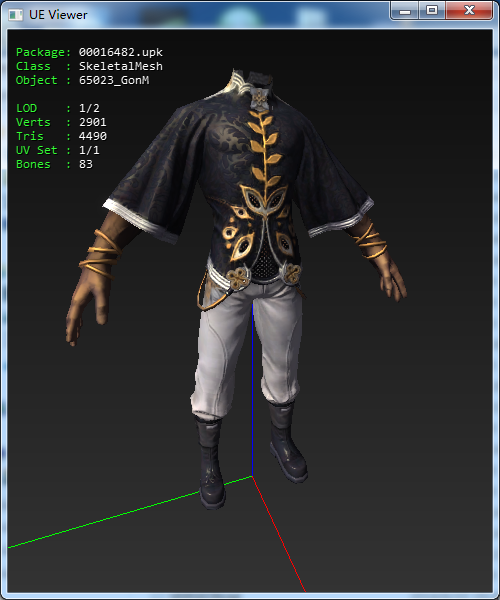 UE Viewer
Package: 00016482.upk
Class : SkeletalMesh
Object : 65023_GonM
LOD : 1/2
Verts : 2901
Tris : 4490
UV Set : 1/1
Bones : 83